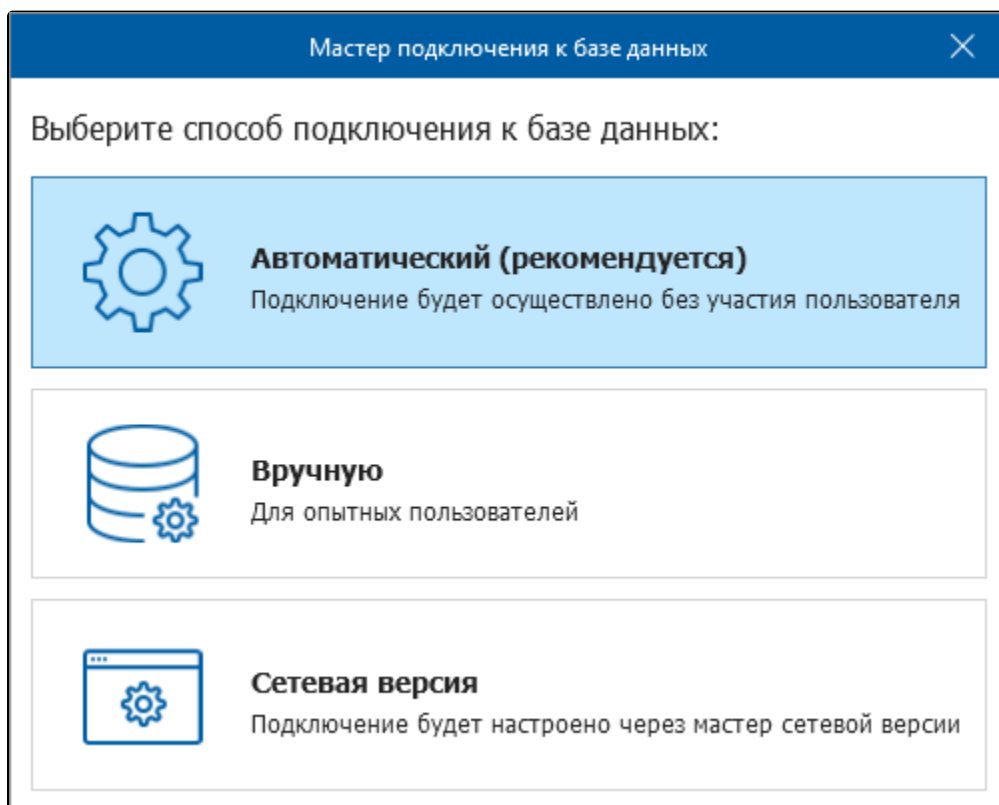 Мастер подключения к базе данных
Выберите способ подключения к базе данных:
Автоматический (рекомендуется)
Подключение будет осуществлено без участия пользователя
Вручную
Для опытных пользователей
Сетевая версия
Подключение будет настроено через мастер сетевой версии